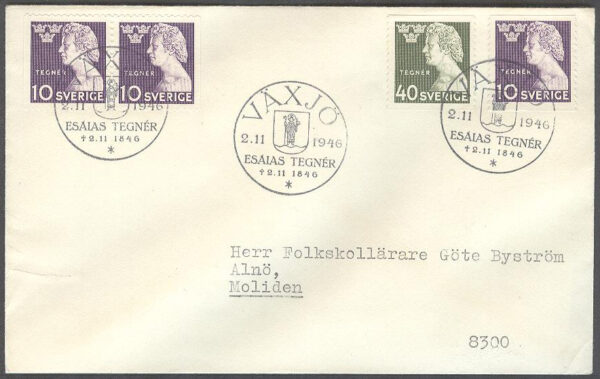 TEGNÉR
10 SVERIGE
TEGNÉR
10 SVERIGE
TEGNÉR
40 SVERIGE
TEGNÉR
10 SVERIGE
VÄXJÖ
2.11 1946
ESAIAS TEGNÉR
† 2.11 1846
*
VÄXJÖ
2.11 1946
ESAIAS TEGNÉR
† 2.11 1846
*
VÄXJÖ
2.11 1946
ESAIAS TEGNÉR
† 2.11 1846
*
Herr Folkskollärare Göte Byström
Alnö,
Moliden
8300